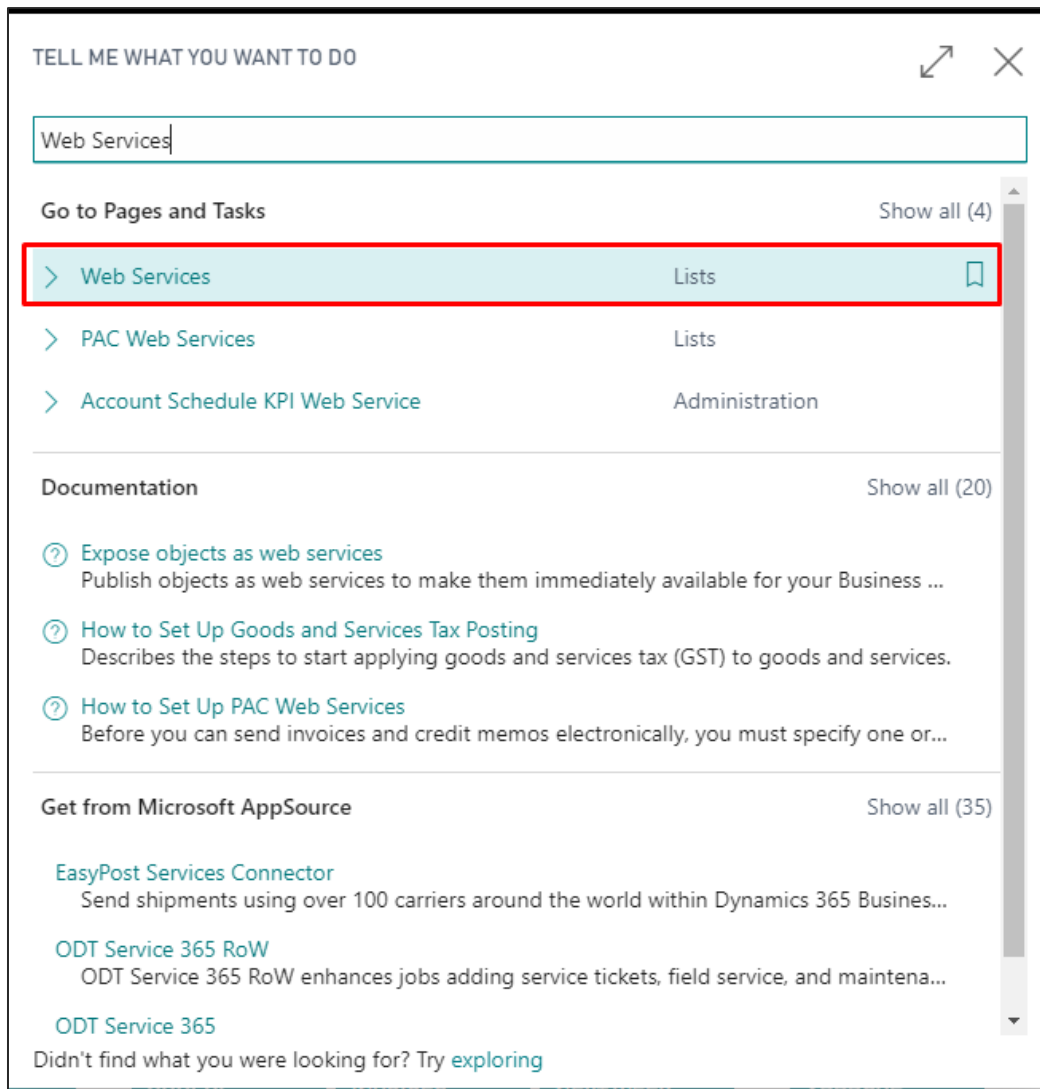 TELL ME WHAT YOU WANT TO DO
Web Services
Go to Pages and Tasks Show all (4)
Web Services Lists
PAC Web Services Lists
Account Schedule KPI Web Service Administration
Documentation Show all (20)
Expose objects as web services
Publish objects as web services to make them immediately available for your Business ...
How to Set Up Goods and Services Tax Posting
Describes the steps to start applying goods and services tax (GST) to goods and services.
How to Set Up PAC Web Services
Before you can send invoices and credit memos electronically, you must specify one or...
Get from Microsoft AppSource Show all (35)
EasyPost Services Connector
Send shipments using over 100 carriers around the world within Dynamics 365 Busines...
ODT Service 365 RoW
ODT Service 365 RoW enhances jobs adding service tickets, field service, and maintena...
ODT Service 365
Didn't find what you were looking for? Try exploring